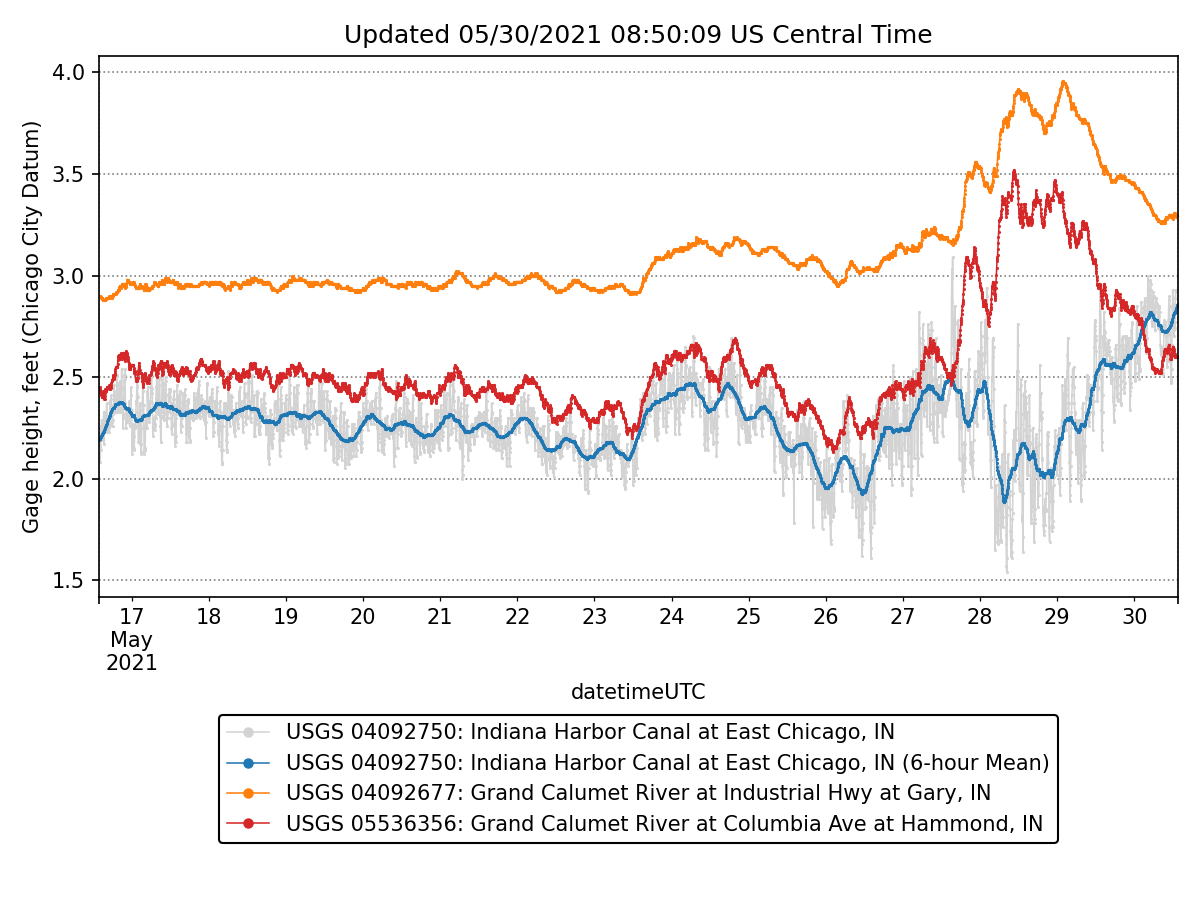 Updated 05/30/2021 08:50:09 US Central Time
Gage height, feet (Chicago City Datum)
4.0
3.5
3.0
2.5
2.0
1.5
17 18 19 20 21 22 23 24 25 26 27 28 29 30
May
2021
datetimeUTC
USGS 04092750: Indiana Harbor Canal at East Chicago, IN
USGS 04092750: Indiana Harbor Canal at East Chicago, IN (6-hour Mean)
USGS 04092677: Grand Calumet River at Industrial Hwy at Gary, IN
USGS 05536356: Grand Calumet River at Columbia Ave at Hammond, IN